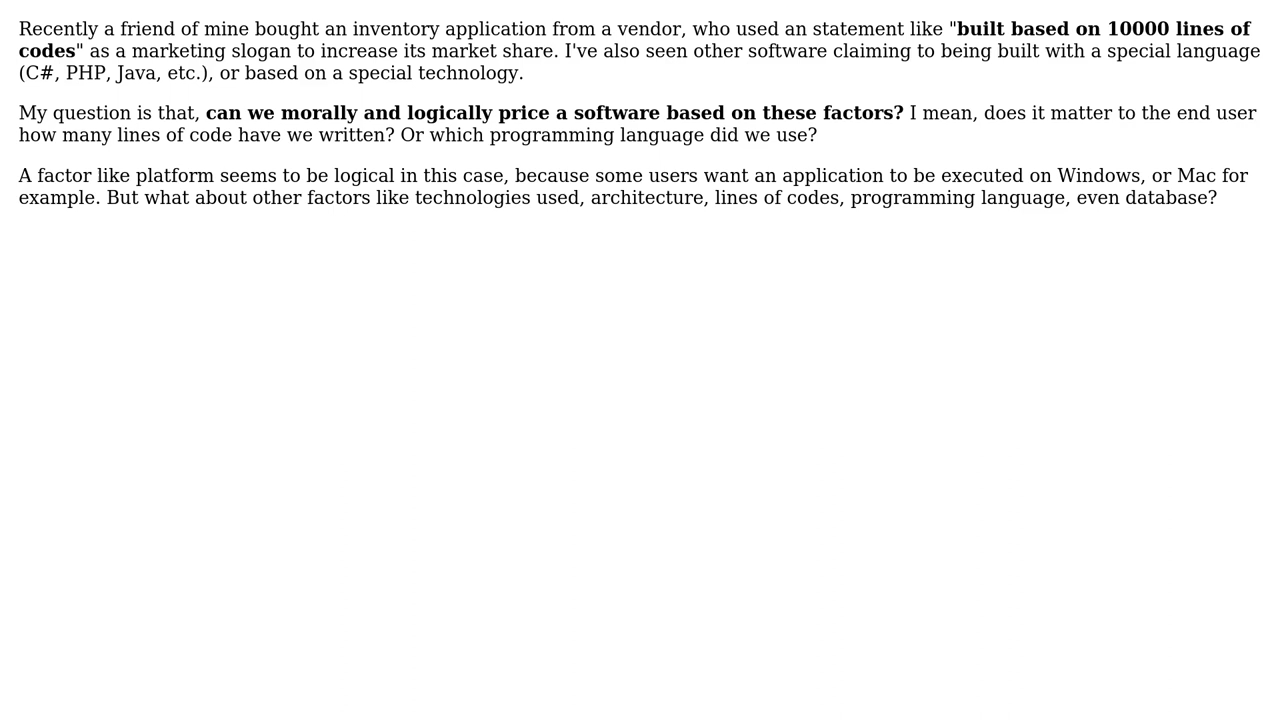 Recently a friend of mine bought an inventory application from a vendor, who used an statement like "built based on 10000 lines of
codes" as a marketing slogan to increase its market share. I've also seen other software claiming to being built with a special language
(C#, PHP, Java, etc.), or based on a special technology.
My question is that, can we morally and logically price a software based on these factors? I mean, does it matter to the end user
how many lines of code have we written? Or which programming language did we use?
A factor like platform seems to be logical in this case, because some users want an application to be executed on Windows, or Mac for
example. But what about other factors like technologies used, architecture, lines of codes, programming language, even database?